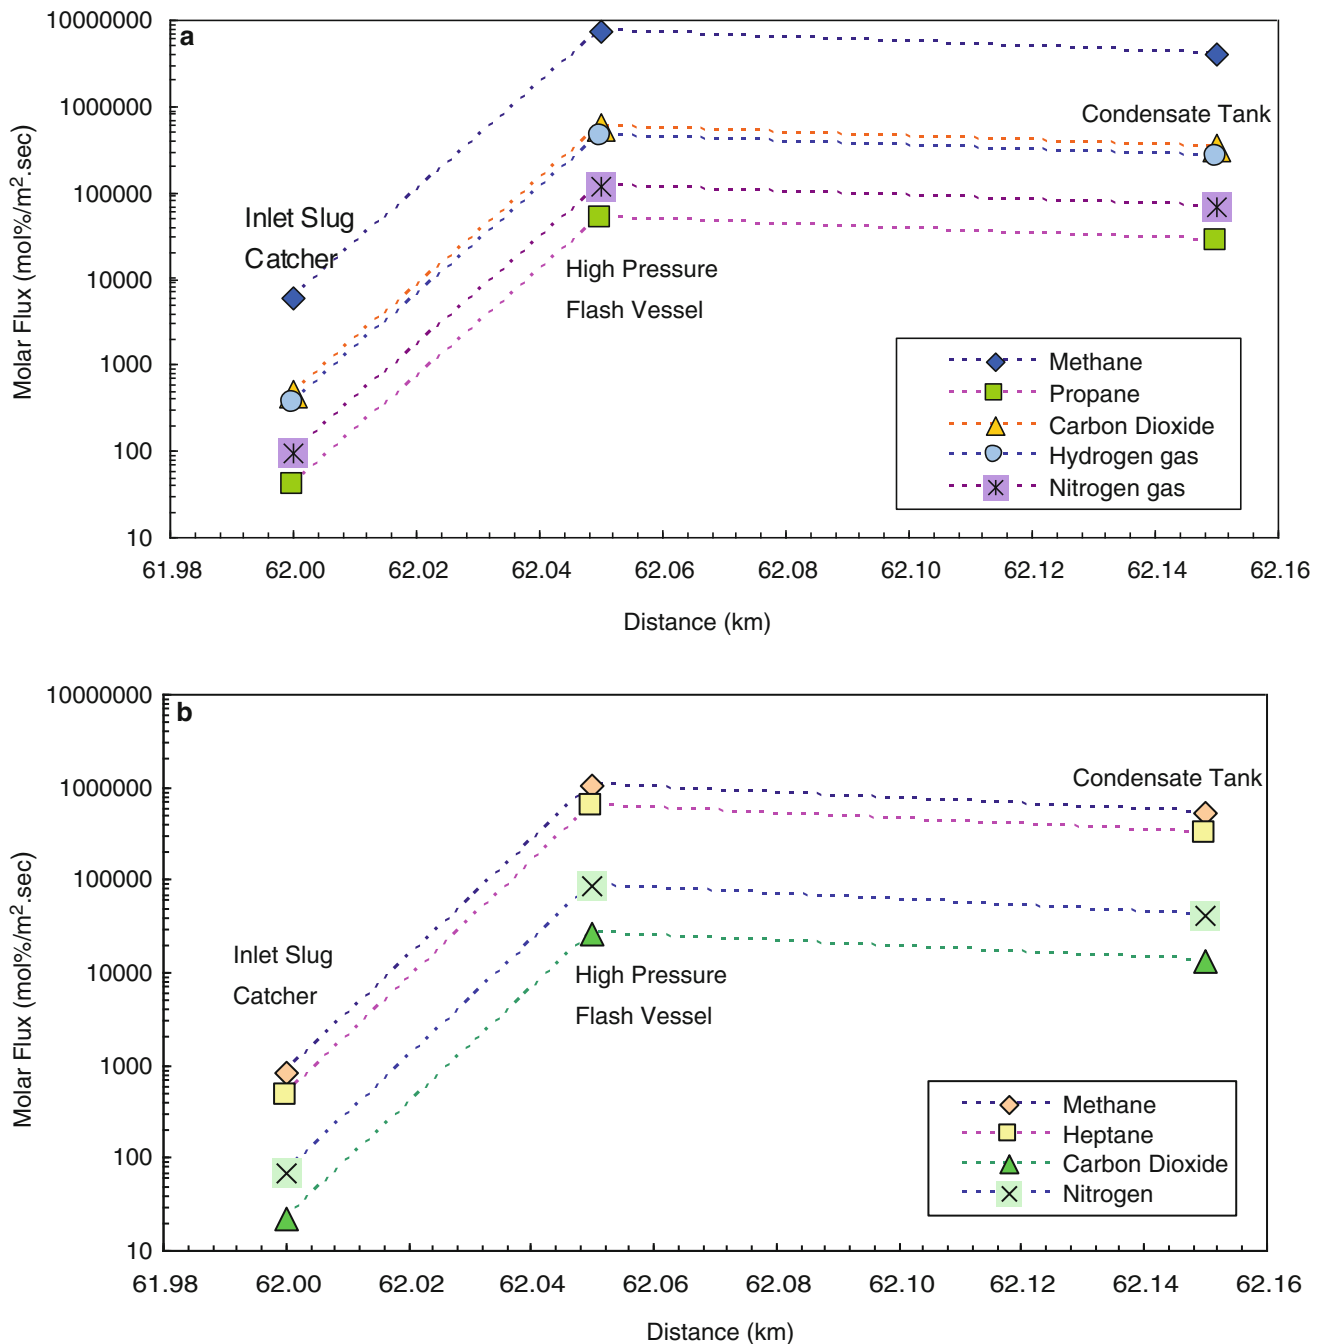 a
10000000
1000000
100000
10000
1000
100
10
Molar Flux (mol%/m².sec)
Condensate Tank
Inlet Slug
Catcher
High Pressure
Flash Vessel
Methane
Propane
Carbon Dioxide
Hydrogen gas
Nitrogen gas
61.98 62.00 62.02 62.04 62.06 62.08 62.10 62.12 62.14 62.16
Distance (km)
b
10000000
1000000
100000
10000
1000
100
10
Molar Flux (mol%/m².sec)
Condensate Tank
Inlet Slug
Catcher
High Pressure
Flash Vessel
Methane
Heptane
Carbon Dioxide
Nitrogen
61.98 62.00 62.02 62.04 62.06 62.08 62.10 62.12 62.14 62.16
Distance (km)